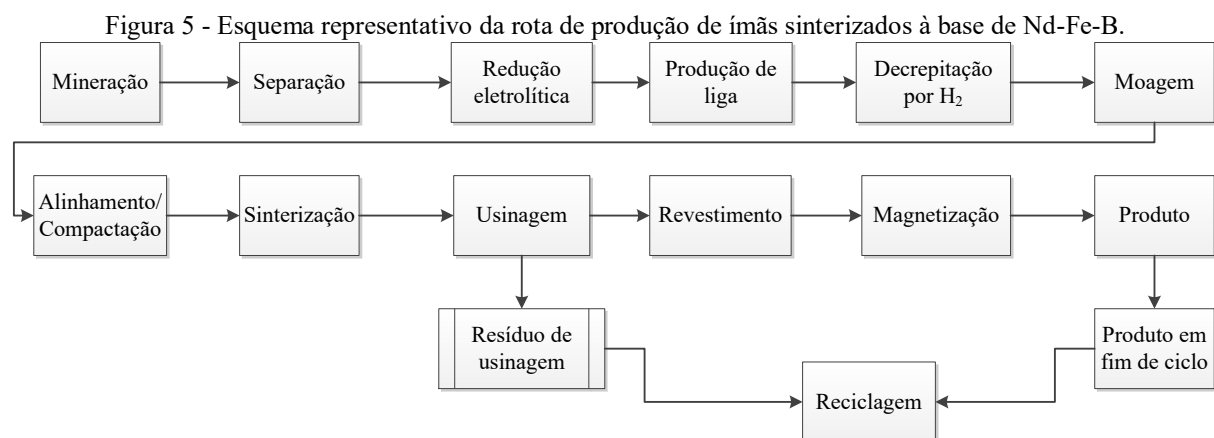 Figura 5 - Esquema representativo da rota de produção de ímãs sinterizados à base de Nd-Fe-B.
Mineração
Separação
Redução
eletrolítica
Produção de
liga
Decrepitação
por H₂
Moagem
Alinhamento/
Compactação
Sinterização
Usinagem
Revestimento
Magnetização
Produto
Resíduo de
usinagem
Produto em
fim de ciclo
Reciclagem